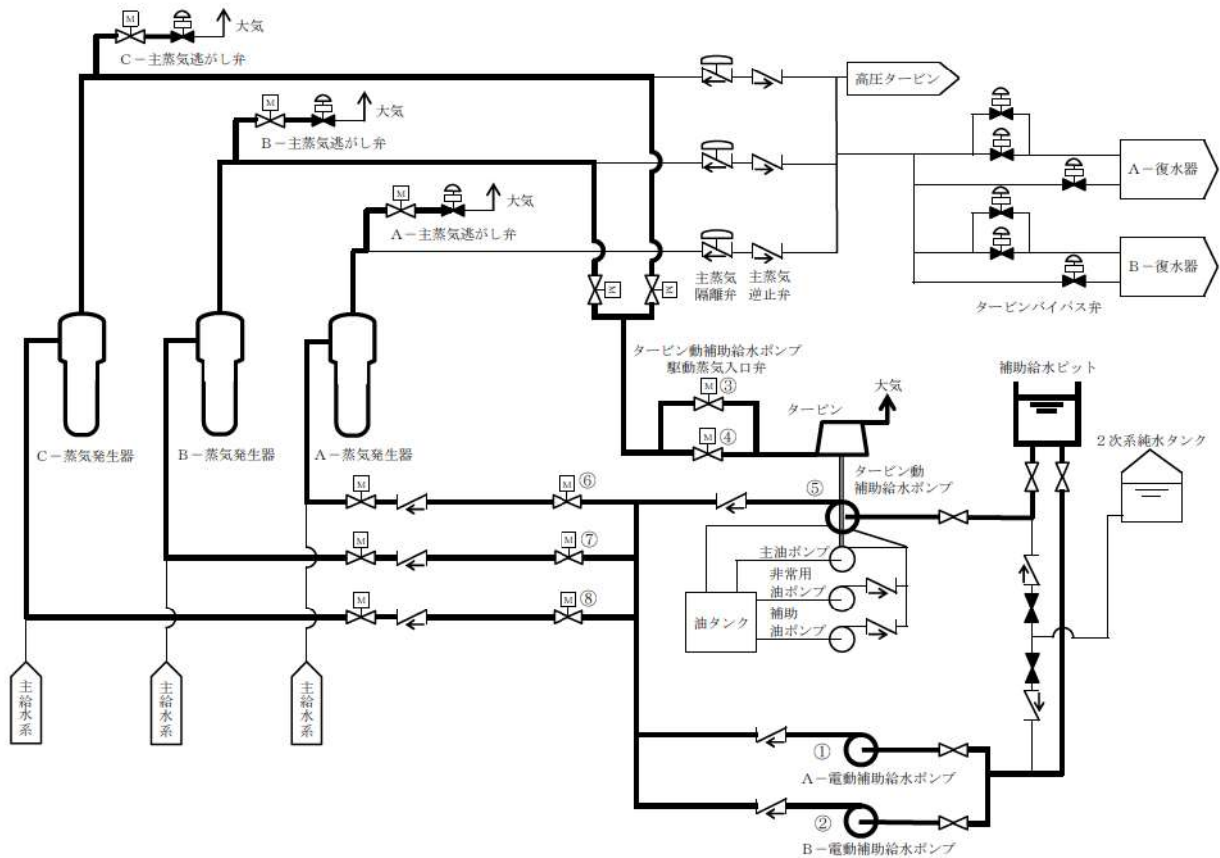 大気
M
C－主蒸気逃がし弁
高圧タービン
M
大気
B－主蒸気逃がし弁
A－復水器
M
大気
A－主蒸気逃がし弁
主蒸気
隔離弁
主蒸気
逆止弁
B－復水器
タービンバイパス弁
M
M
タービン動補助給水ポンプ
駆動蒸気入口弁
M
③
M
④
タービン
大気
補助給水ピット
2次系純水タンク
C－蒸気発生器
B－蒸気発生器
A－蒸気発生器
タービン動
補助給水ポンプ
⑤
M
M
⑥
M
M
⑦
M
M
⑧
主油ポンプ
非常用
油ポンプ
補助
油ポンプ
油タンク
主給水系
主給水系
主給水系
①
A－電動補助給水ポンプ
②
B－電動補助給水ポンプ